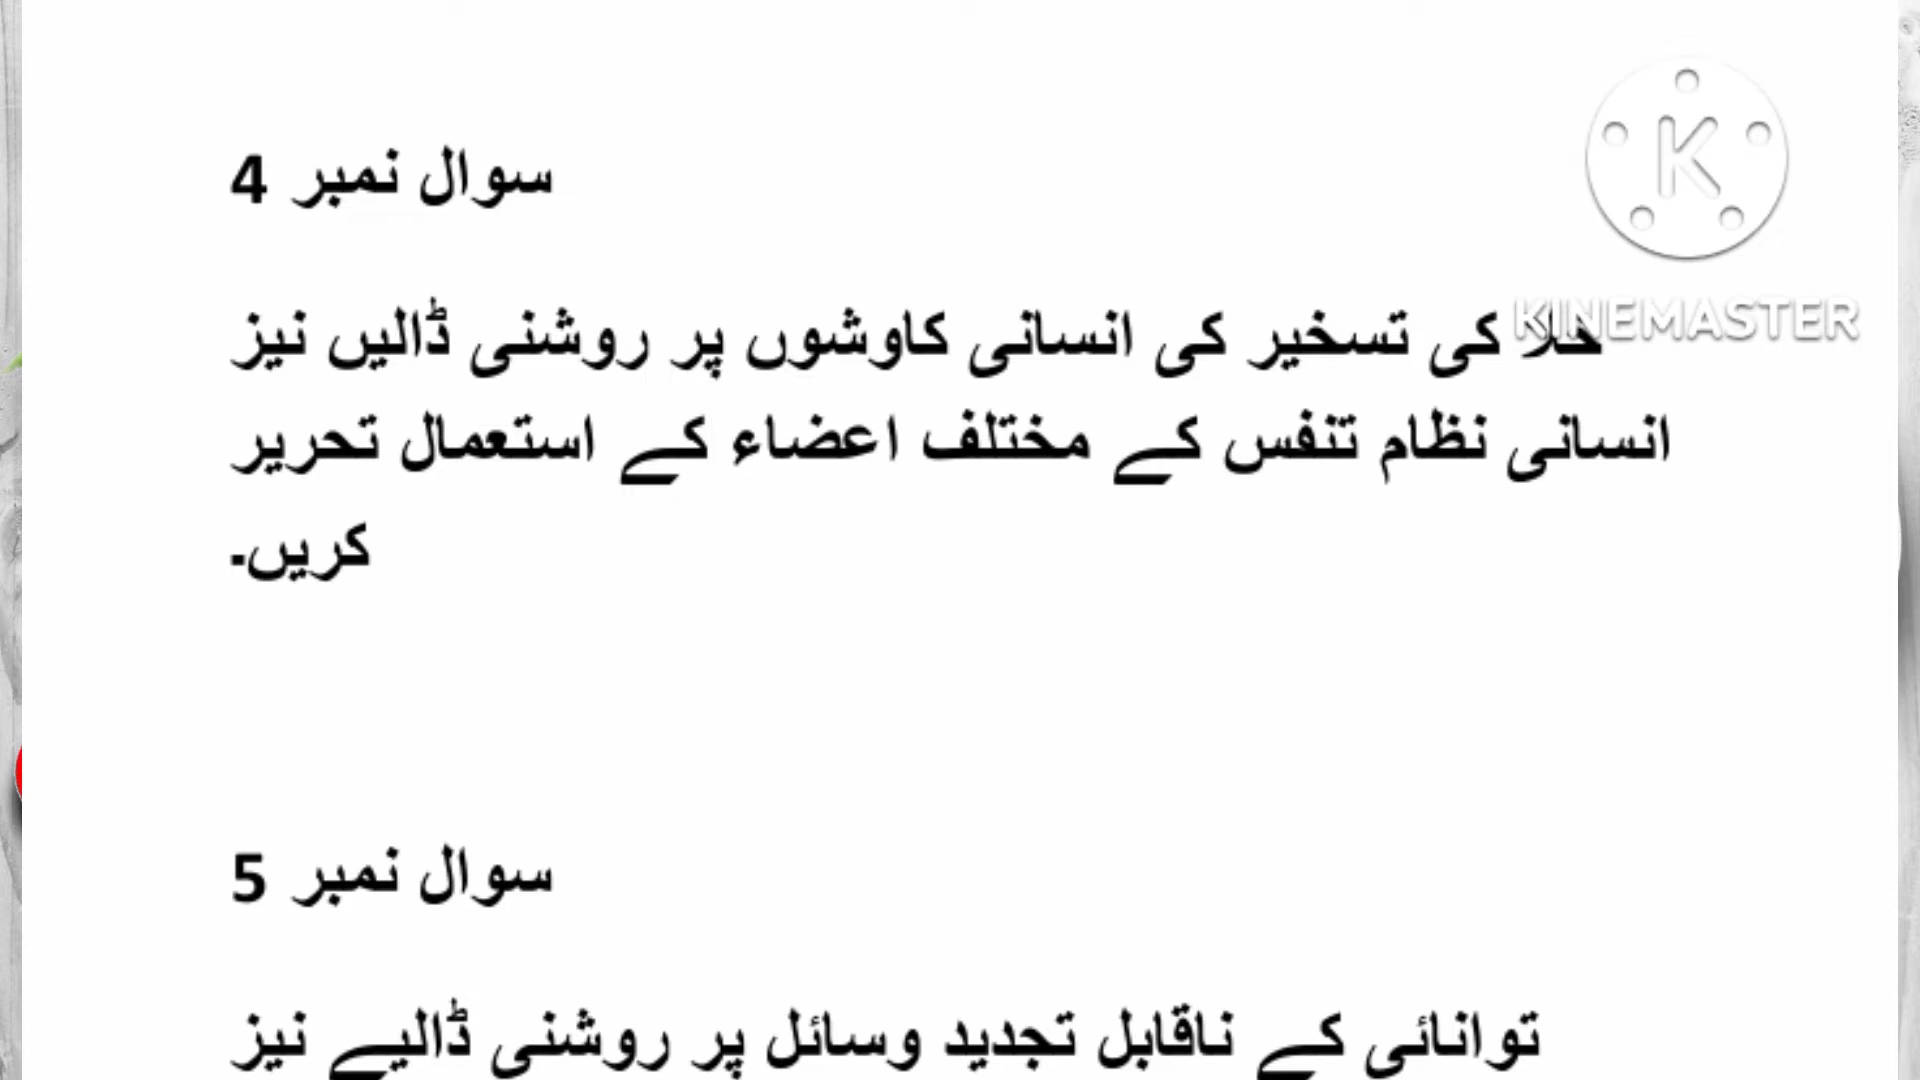 سوال نمبر 4
KINEMASTER
خلا کی تسخیر کی انسانی کاوشوں پر روشنی ڈالیں نیز
انسانی نظام تنفس کے مختلف اعضاء کے استعمال تحریر
کریں۔
سوال نمبر 5
توانائی کے ناقابل تجدید وسائل پر روشنی ڈالیے نیز